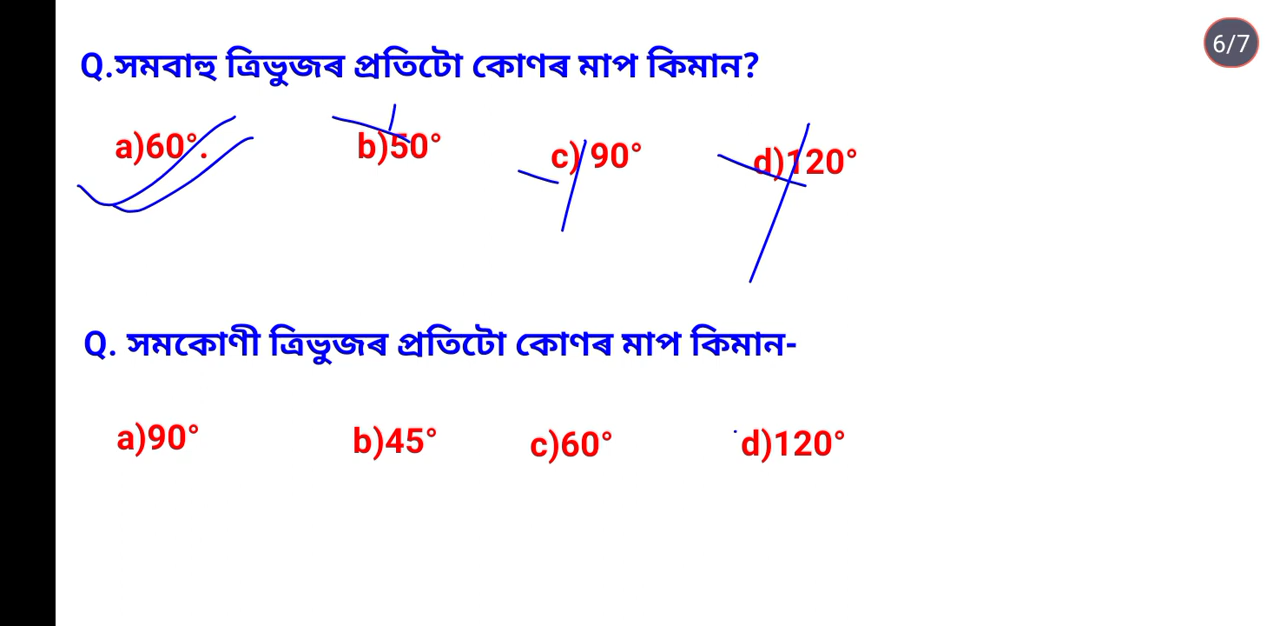 6/7
Q.সমবাহু ত্ৰিভুজৰ প্ৰতিটো কোণৰ মাপ কিমান?
a)60°. b)50° c) 90° d)120°
Q. সমকোণী ত্ৰিভুজৰ প্ৰতিটো কোণৰ মাপ কিমান-
a)90° b)45° c)60° d)120°